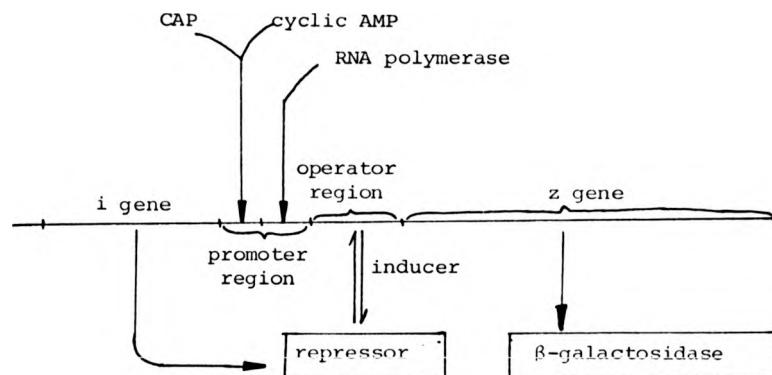 CAP
cyclic AMP
RNA polymerase
operator
region
i gene
z gene
promoter
region
inducer
repressor
β-galactosidase